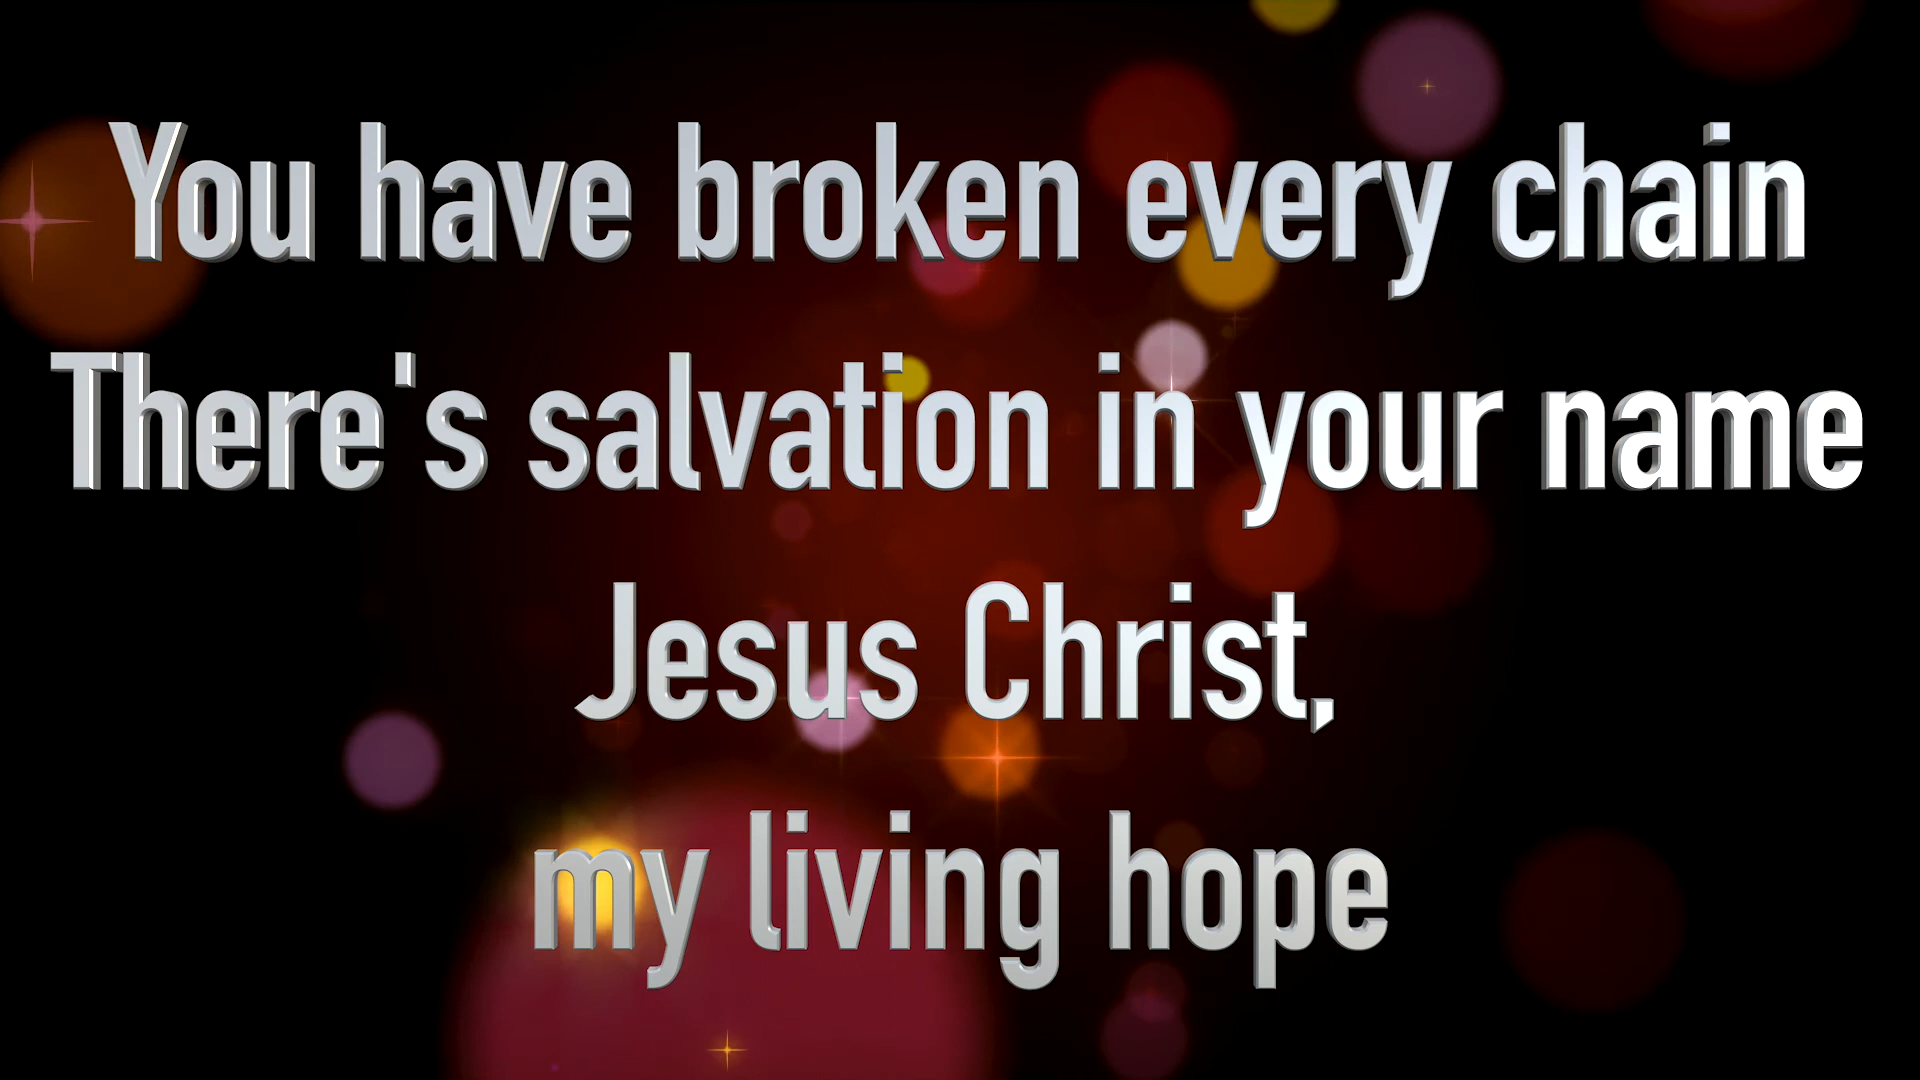 You have broken every chain
There's salvation in your name
Jesus Christ,
my living hope